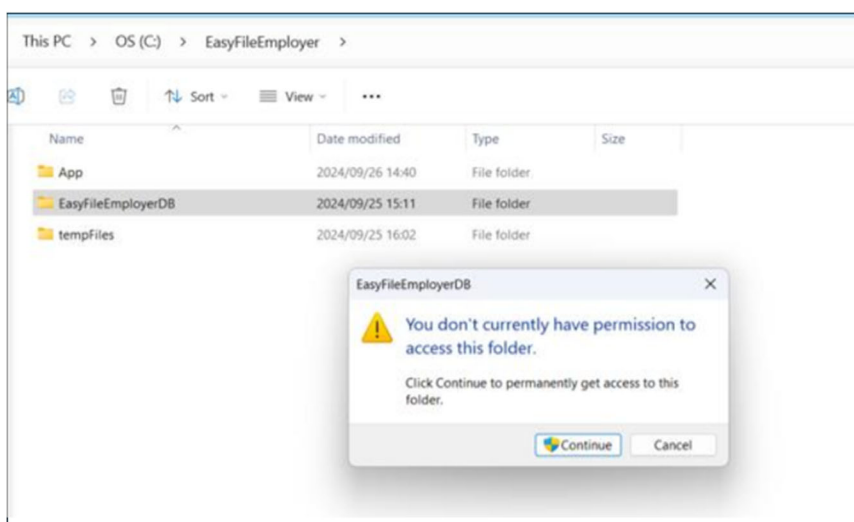 This PC > OS (C:) > EasyFileEmployer >
Sort View ...
Name Date modified Type Size
App 2024/09/26 14:40 File folder
EasyFileEmployerDB 2024/09/25 15:11 File folder
tempFiles 2024/09/25 16:02 File folder
EasyFileEmployerDB
You don't currently have permission to
access this folder.
Click Continue to permanently get access to this
folder.
Continue Cancel